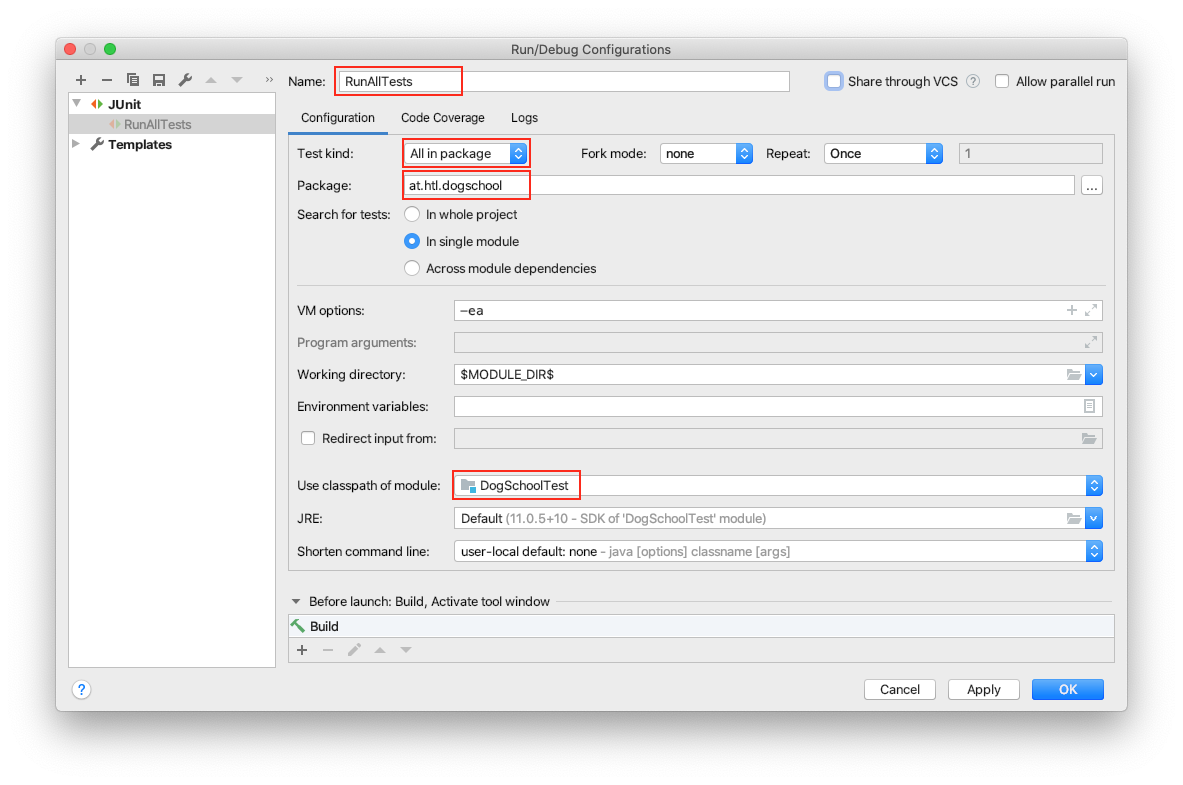 Run/Debug Configurations
Name: RunAllTests Share through VCS ? Allow parallel run
JUnit
RunAllTests
Templates
Configuration Code Coverage Logs
Test kind: All in package Fork mode: none Repeat: Once 1
Package: at.htl.dogschool ...
Search for tests: In whole project
In single module
Across module dependencies
VM options: -ea
Program arguments:
Working directory: $MODULE_DIR$
Environment variables:
Redirect input from:
Use classpath of module: DogSchoolTest
JRE: Default (11.0.5+10 - SDK of 'DogSchoolTest' module)
Shorten command line: user-local default: none - java [options] classname [args]
Before launch: Build, Activate tool window
Build
? Cancel Apply OK